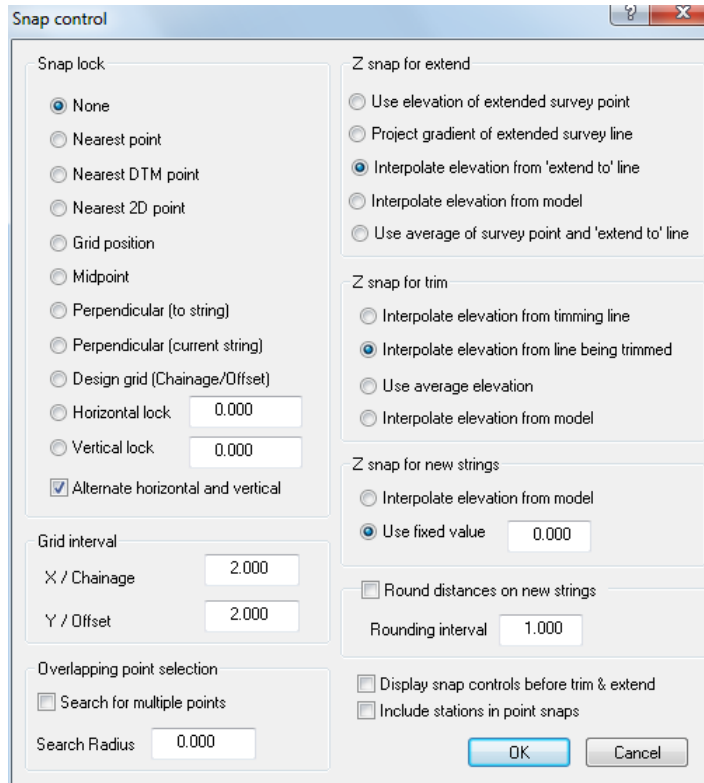 Snap control
Snap lock
None
Nearest point
Nearest DTM point
Nearest 2D point
Grid position
Midpoint
Perpendicular (to string)
Perpendicular (current string)
Design grid (Chainage/Offset)
Horizontal lock 0.000
Vertical lock 0.000
Alternate horizontal and vertical
Grid interval
X / Chainage 2.000
Y / Offset 2.000
Overlapping point selection
Search for multiple points
Search Radius 0.000
Z snap for extend
Use elevation of extended survey point
Project gradient of extended survey line
Interpolate elevation from 'extend to' line
Interpolate elevation from model
Use average of survey point and 'extend to' line
Z snap for trim
Interpolate elevation from timming line
Interpolate elevation from line being trimmed
Use average elevation
Interpolate elevation from model
Z snap for new strings
Interpolate elevation from model
Use fixed value 0.000
Round distances on new strings
Rounding interval 1.000
Display snap controls before trim & extend
Include stations in point snaps
OK Cancel